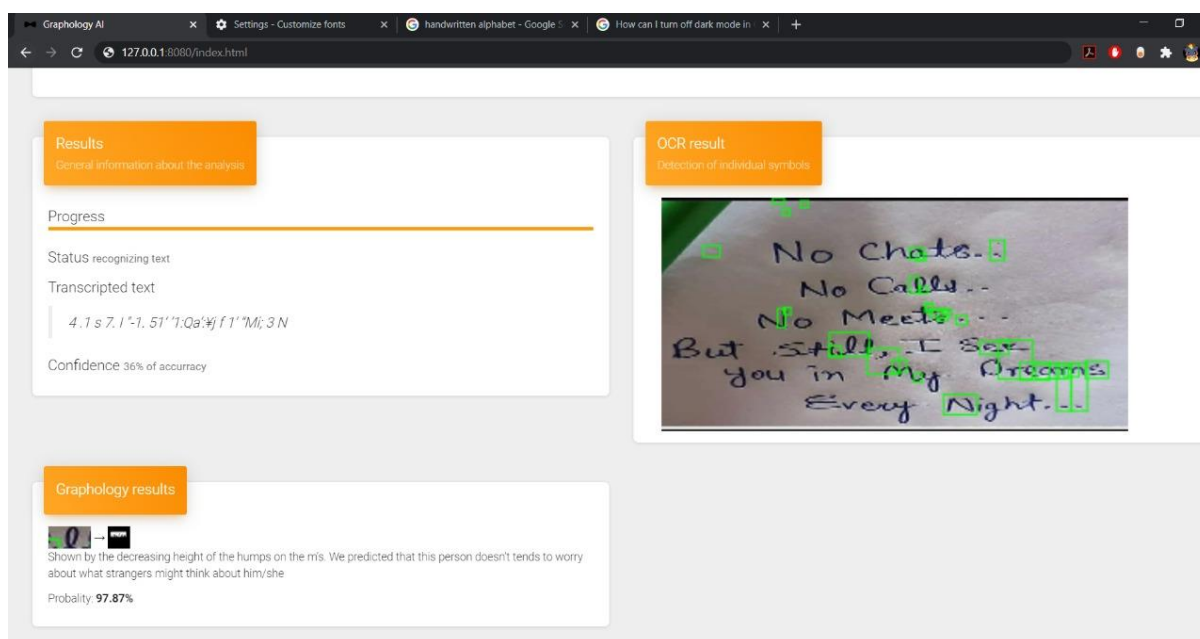 Graphology AI
Settings - Customize fonts
handwritten alphabet - Google S
How can I turn off dark mode in
127.0.0.1:8080/index.html
Results
General information about the analysis
Progress
Status recognizing text
Transcripted text
4 .1 s 7. I "-1. 51' '1:Qa':¥j f 1' "Mi; 3 N
Confidence 36% of accurracy
OCR result
Detection of individual symbols
No Chats...
No Calls...
No Meets...
But Still, I See
you in My Dreams
Every Night...
Graphology results
Shown by the decreasing height of the humps on the m's. We predicted that this person doesn't tends to worry
about what strangers might think about him/she
Probality: 97.87%